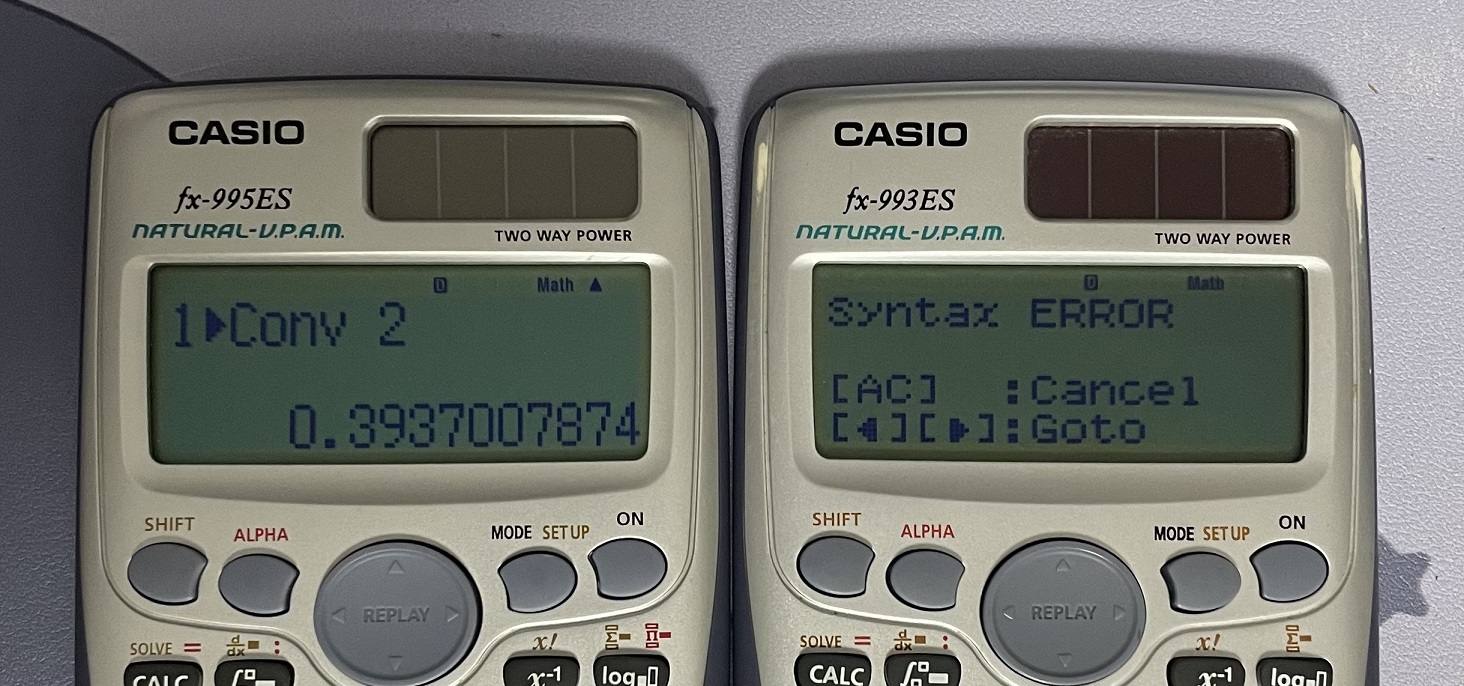 CASIO
fx-995ES
NATURAL-V.P.A.M.
TWO WAY POWER
D Math ▲
1▶Conv 2
0.3937007874
SHIFT
ALPHA
MODE SETUP
ON
REPLAY
SOLVE =
d/dx :
x!
Σ Π
CALC
∫
x⁻¹
log
CASIO
fx-993ES
NATURAL-V.P.A.M.
TWO WAY POWER
D Math
Syntax ERROR
[AC] :Cancel
[◀][▶]:Goto
SHIFT
ALPHA
MODE SETUP
ON
REPLAY
SOLVE =
d/dx :
x!
Σ
CALC
∫
x⁻¹
log